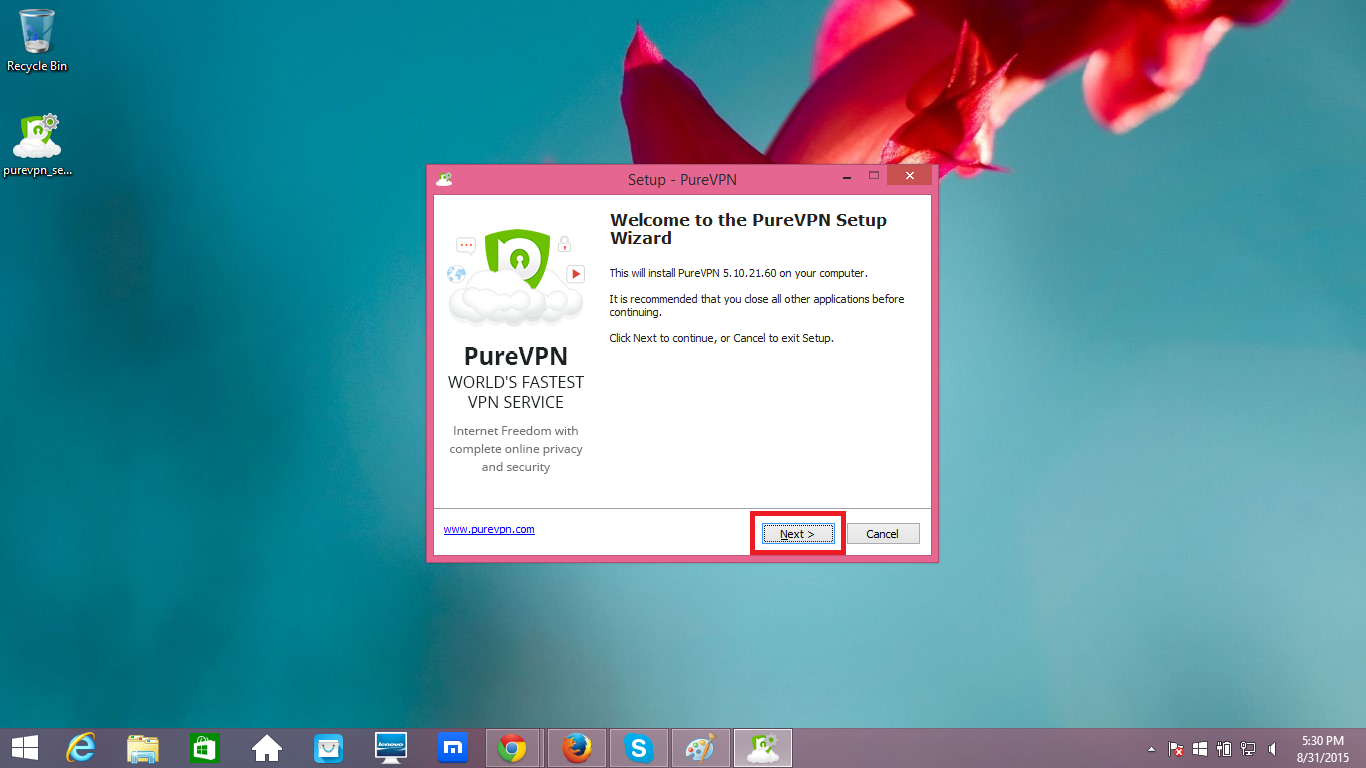 Recycle Bin
purevpn_se...
Setup - PureVPN
Welcome to the PureVPN Setup
Wizard
This will install PureVPN 5.10.21.60 on your computer.
It is recommended that you close all other applications before
continuing.
Click Next to continue, or Cancel to exit Setup.
PureVPN
WORLD'S FASTEST
VPN SERVICE
Internet Freedom with
complete online privacy
and security
www.purevpn.com
Next >
Cancel
lenovo
5:30 PM
8/31/2015